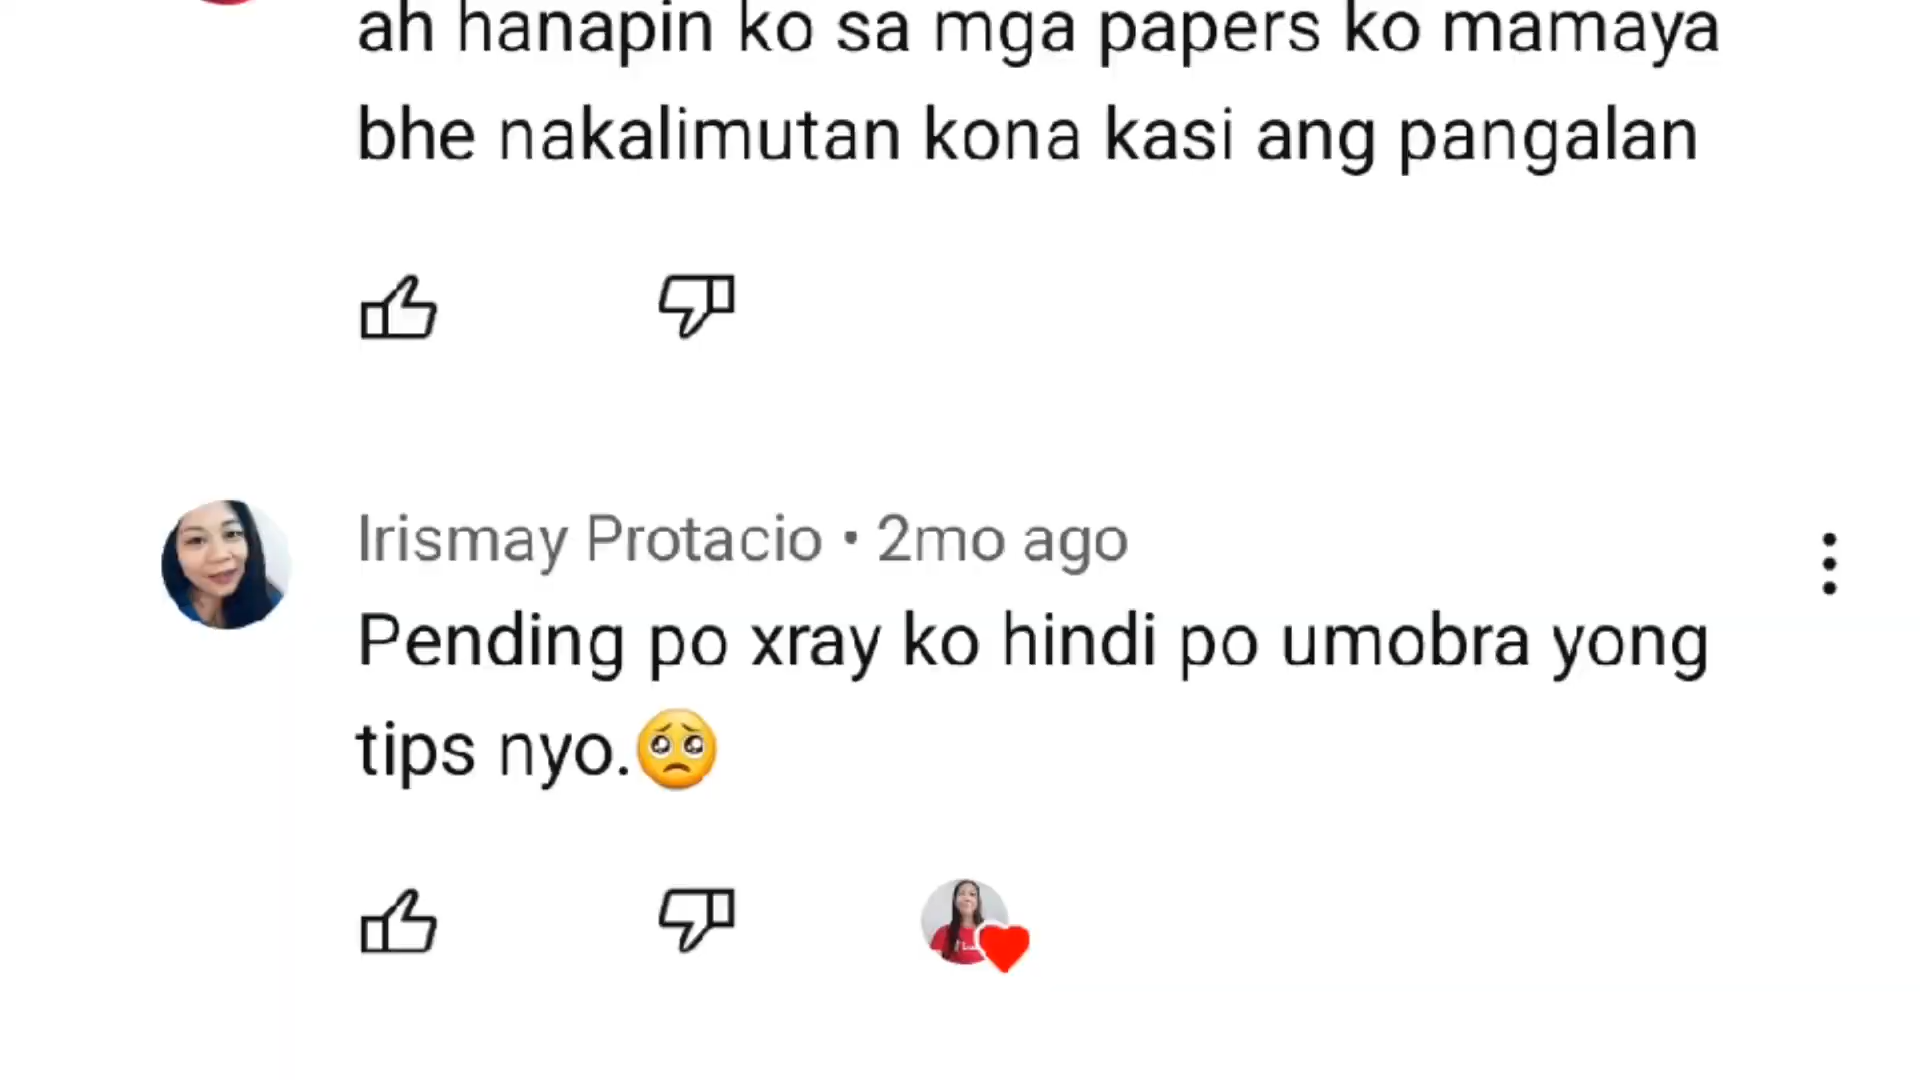 ah hanapin ko sa mga papers ko mamaya
bhe nakalimutan kona kasi ang pangalan
Irismay Protacio • 2mo ago
Pending po xray ko hindi po umobra yong
tips nyo.🥺